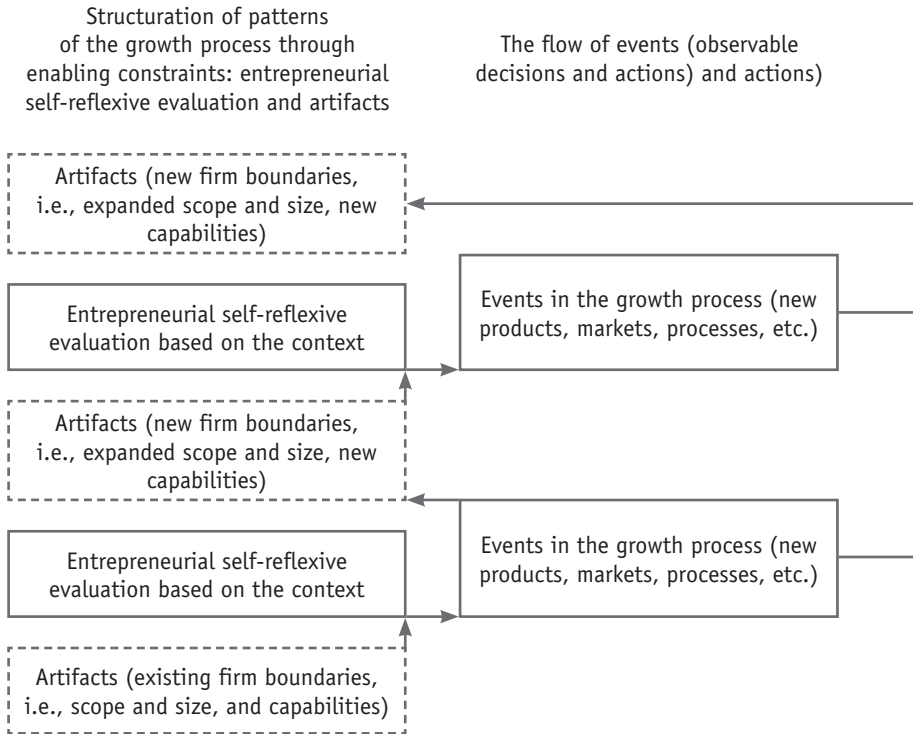 Structuration of patterns
of the growth process through
enabling constraints: entrepreneurial
self-reflexive evaluation and artifacts
The flow of events (observable
decisions and actions) and actions)
Artifacts (new firm boundaries,
i.e., expanded scope and size, new
capabilities)
Entrepreneurial self-reflexive
evaluation based on the context
Events in the growth process (new
products, markets, processes, etc.)
Artifacts (new firm boundaries,
i.e., expanded scope and size, new
capabilities)
Entrepreneurial self-reflexive
evaluation based on the context
Events in the growth process (new
products, markets, processes, etc.)
Artifacts (existing firm boundaries,
i.e., scope and size, and capabilities)